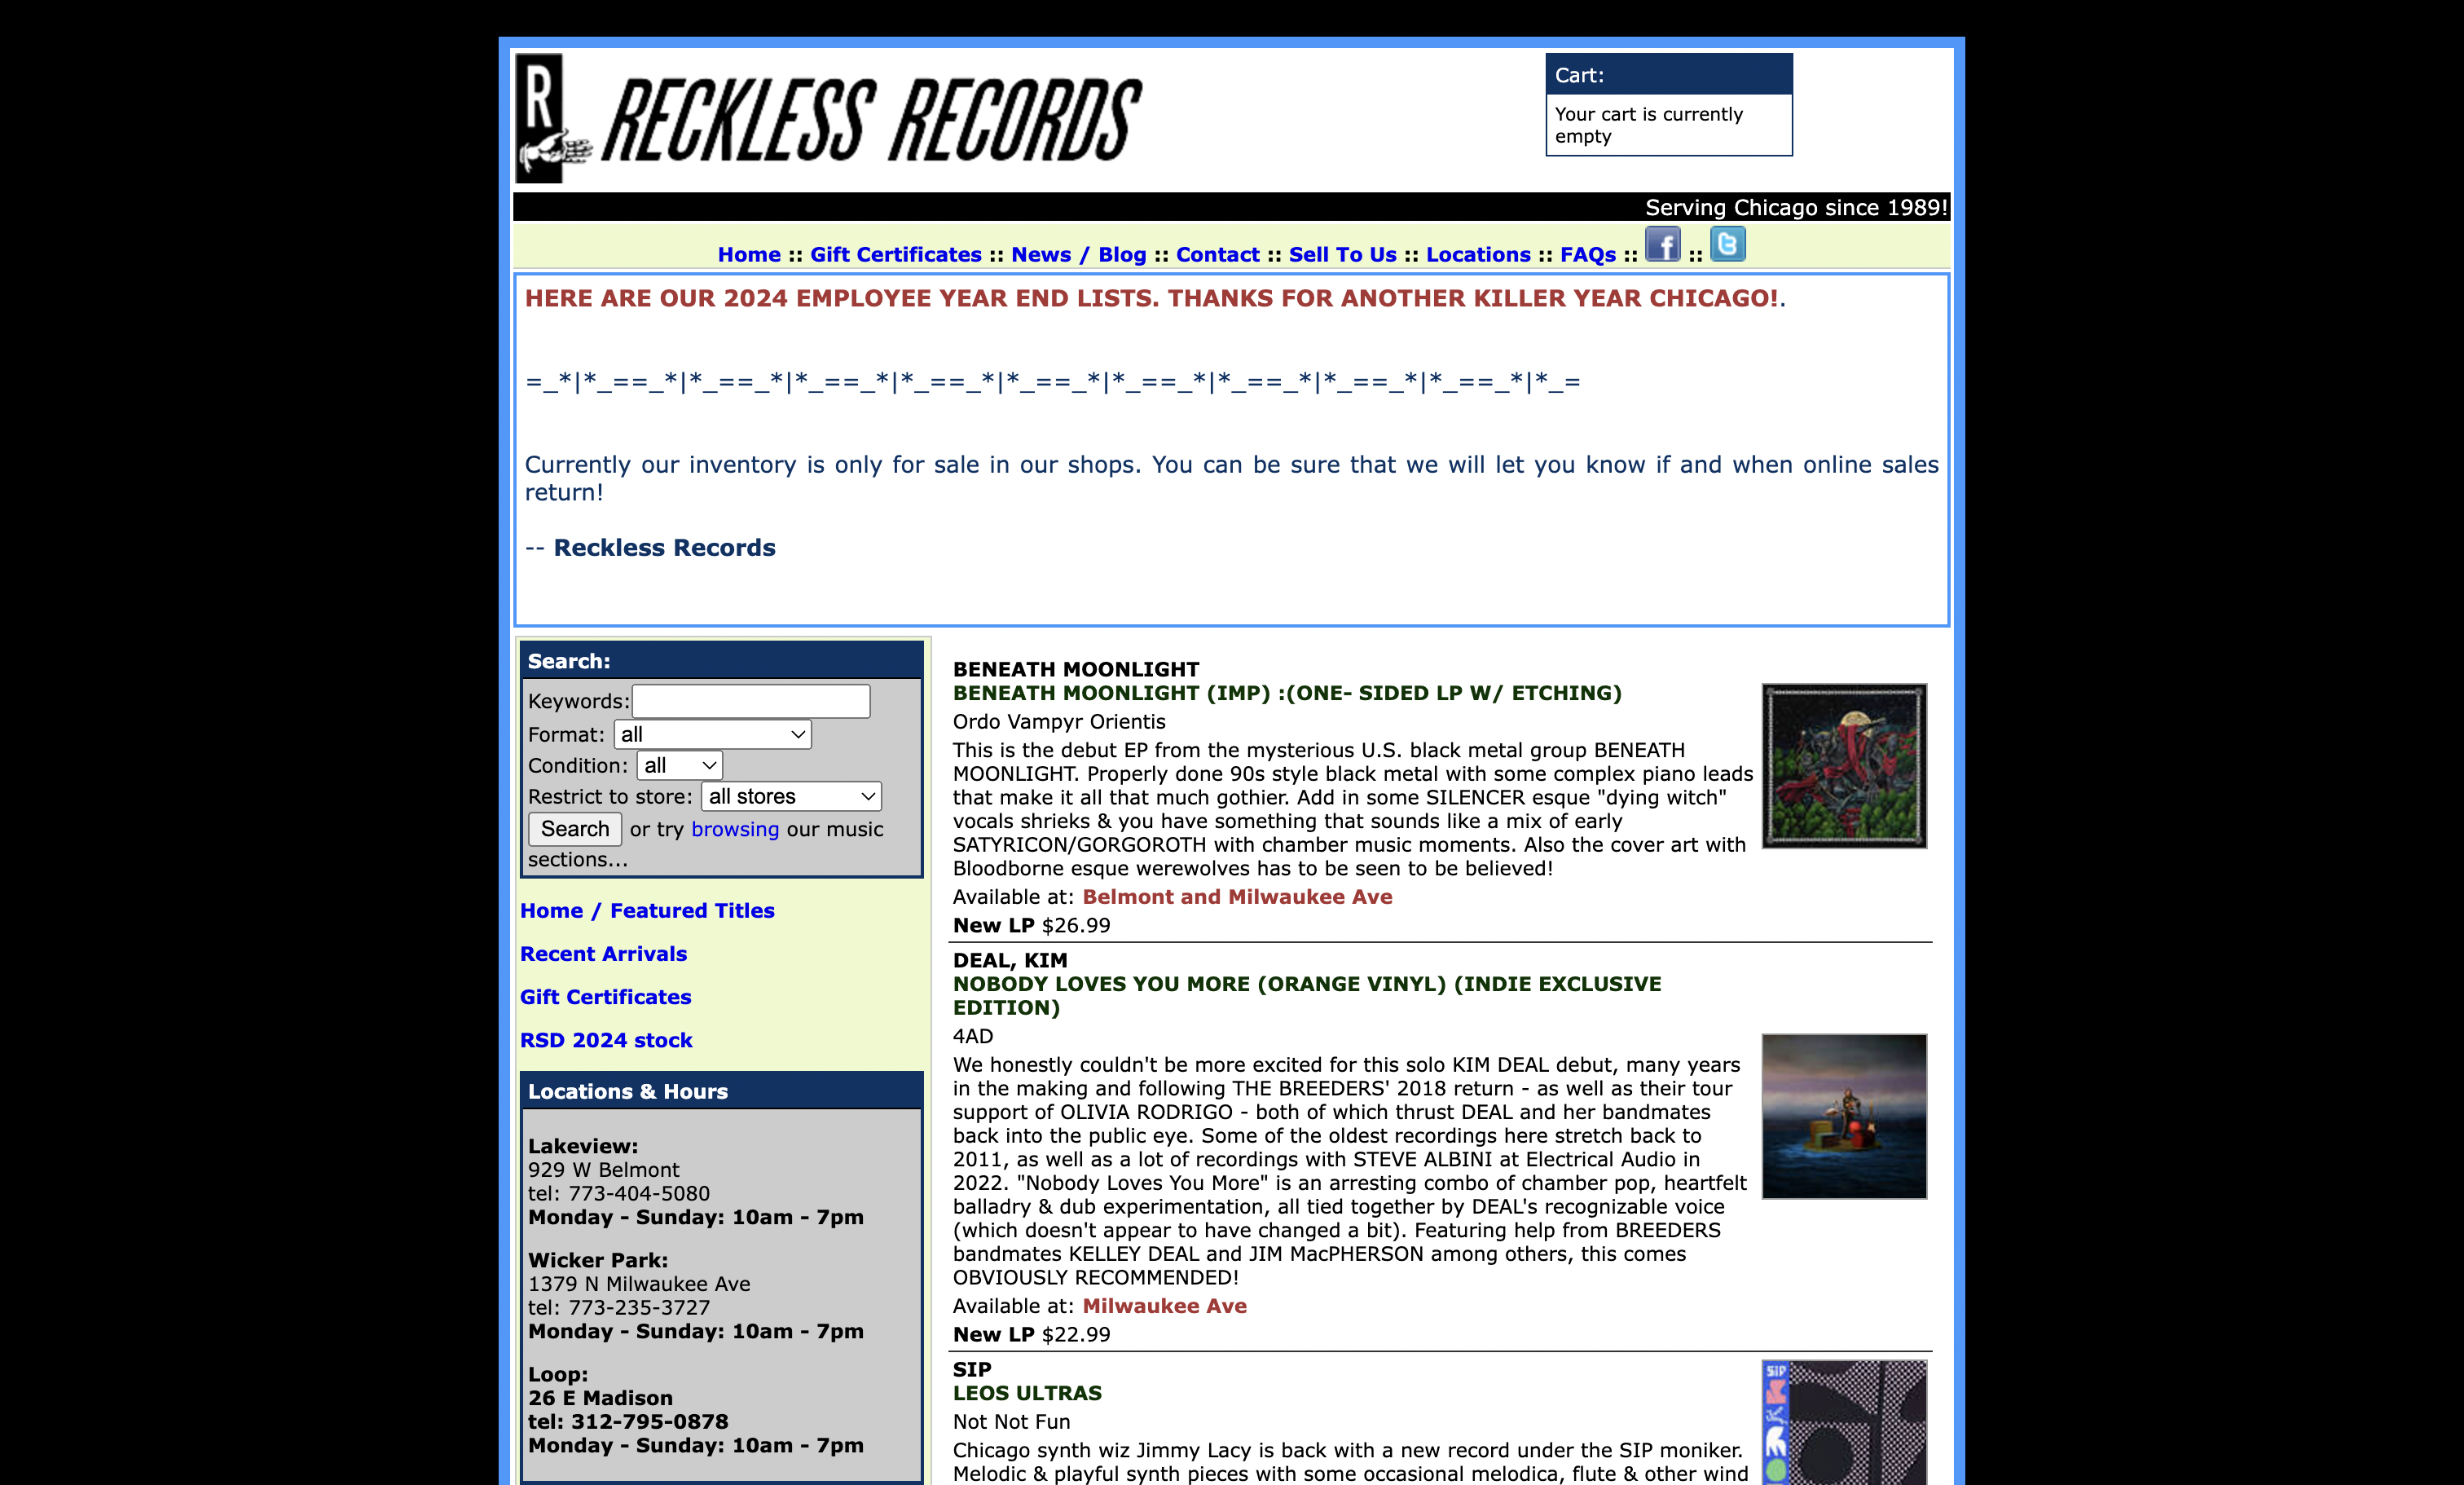 R
RECKLESS RECORDS
Cart:
Your cart is currently
empty
Serving Chicago since 1989!
Home :: Gift Certificates :: News / Blog :: Contact :: Sell To Us :: Locations :: FAQs :: f :: t
HERE ARE OUR 2024 EMPLOYEE YEAR END LISTS. THANKS FOR ANOTHER KILLER YEAR CHICAGO!.
=_*|*_==_*|*_==_*|*_==_*|*_==_*|*_==_*|*_==_*|*_==_*|*_==_*|*_==_*|*_=
Currently our inventory is only for sale in our shops. You can be sure that we will let you know if and when online sales
return!
-- Reckless Records
Search:
Keywords:
Format: all
Condition: all
Restrict to store: all stores
Search or try browsing our music
sections...
Home / Featured Titles
Recent Arrivals
Gift Certificates
RSD 2024 stock
Locations & Hours
Lakeview:
929 W Belmont
tel: 773-404-5080
Monday - Sunday: 10am - 7pm
Wicker Park:
1379 N Milwaukee Ave
tel: 773-235-3727
Monday - Sunday: 10am - 7pm
Loop:
26 E Madison
tel: 312-795-0878
Monday - Sunday: 10am - 7pm
BENEATH MOONLIGHT
BENEATH MOONLIGHT (IMP) :(ONE- SIDED LP W/ ETCHING)
Ordo Vampyr Orientis
This is the debut EP from the mysterious U.S. black metal group BENEATH
MOONLIGHT. Properly done 90s style black metal with some complex piano leads
that make it all that much gothier. Add in some SILENCER esque "dying witch"
vocals shrieks & you have something that sounds like a mix of early
SATYRICON/GORGOROTH with chamber music moments. Also the cover art with
Bloodborne esque werewolves has to be seen to be believed!
Available at: Belmont and Milwaukee Ave
New LP $26.99
DEAL, KIM
NOBODY LOVES YOU MORE (ORANGE VINYL) (INDIE EXCLUSIVE
EDITION)
4AD
We honestly couldn't be more excited for this solo KIM DEAL debut, many years
in the making and following THE BREEDERS' 2018 return - as well as their tour
support of OLIVIA RODRIGO - both of which thrust DEAL and her bandmates
back into the public eye. Some of the oldest recordings here stretch back to
2011, as well as a lot of recordings with STEVE ALBINI at Electrical Audio in
2022. "Nobody Loves You More" is an arresting combo of chamber pop, heartfelt
balladry & dub experimentation, all tied together by DEAL's recognizable voice
(which doesn't appear to have changed a bit). Featuring help from BREEDERS
bandmates KELLEY DEAL and JIM MacPHERSON among others, this comes
OBVIOUSLY RECOMMENDED!
Available at: Milwaukee Ave
New LP $22.99
SIP
LEOS ULTRAS
Not Not Fun
Chicago synth wiz Jimmy Lacy is back with a new record under the SIP moniker.
Melodic & playful synth pieces with some occasional melodica, flute & other wind
SIP